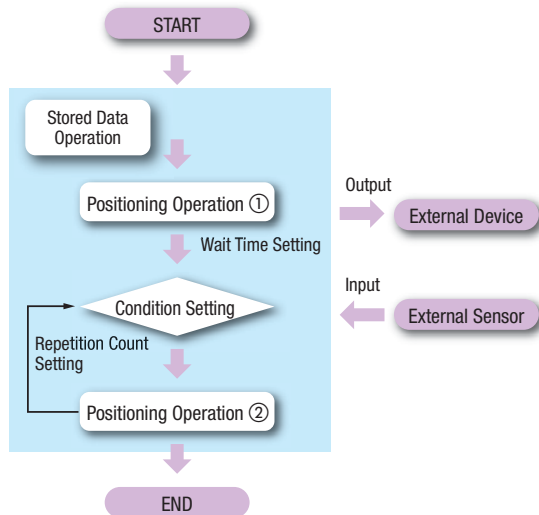 START
Stored Data
Operation
Positioning Operation ①
Output
External Device
Wait Time Setting
Condition Setting
Input
External Sensor
Repetition Count
Setting
Positioning Operation ②
END